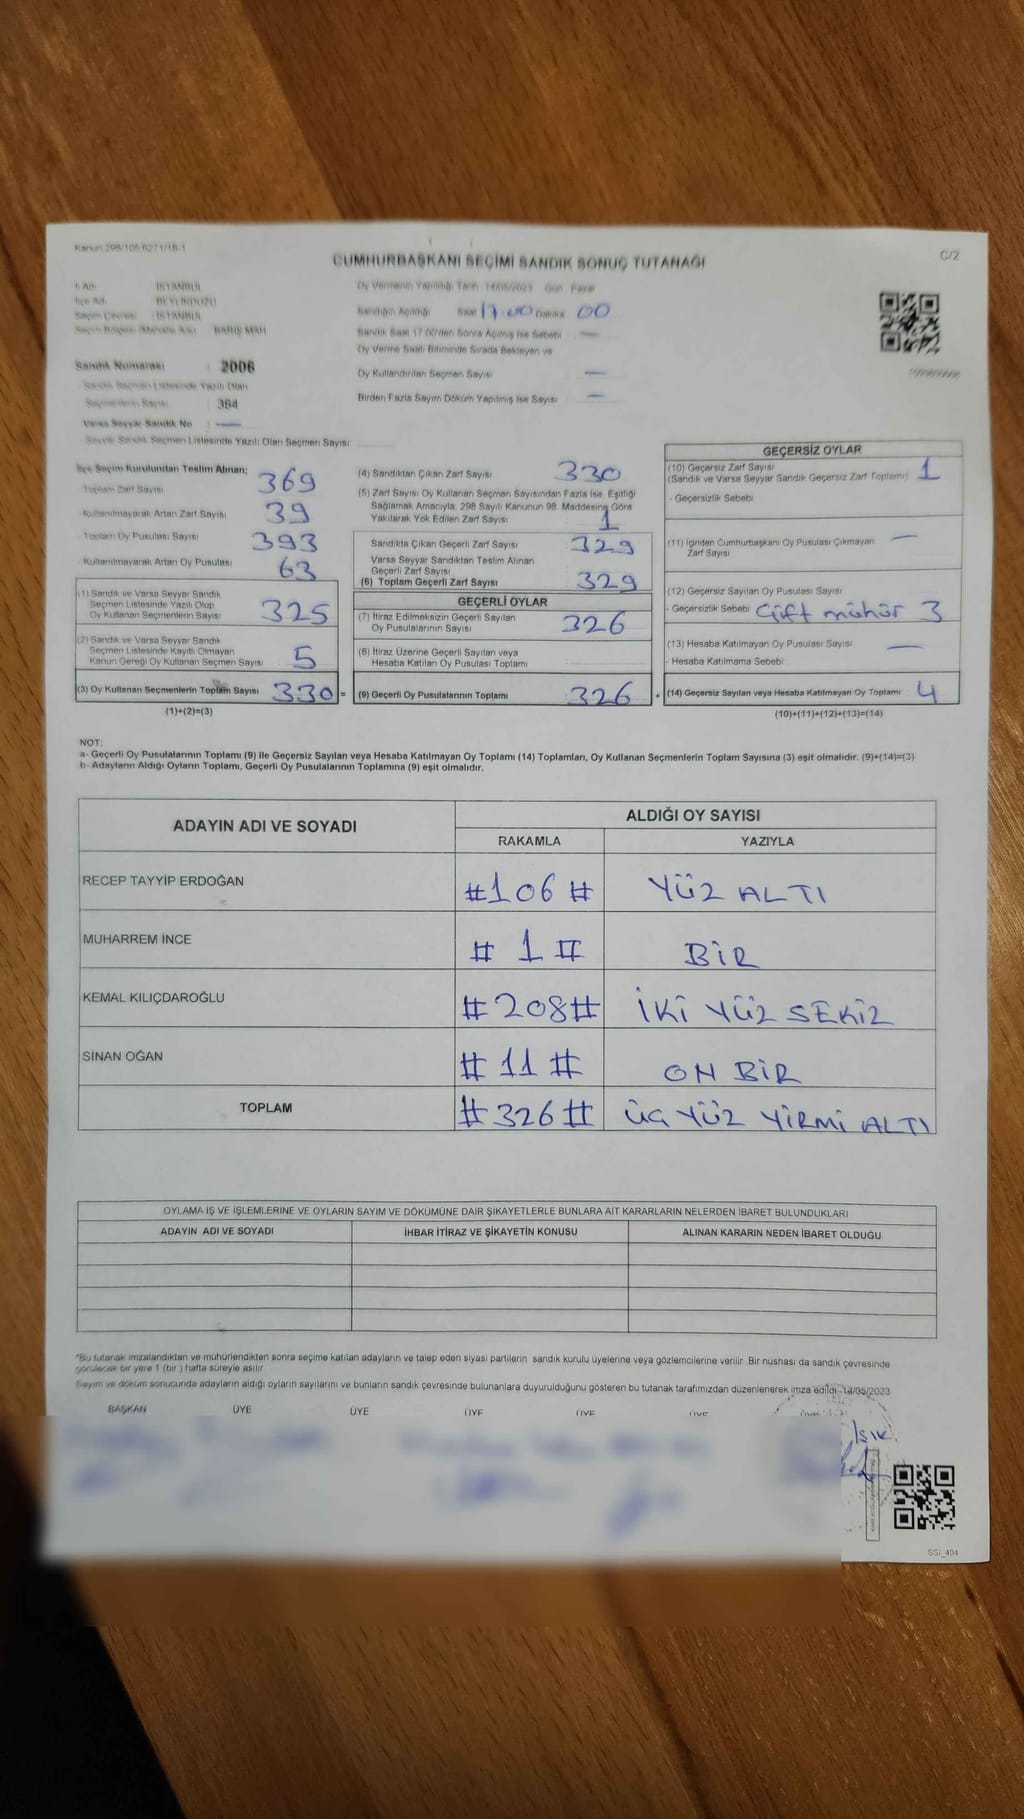 Kanun 298/105-6271/18-1
C/2
CUMHURBAŞKANI SEÇİMİ SANDIK SONUÇ TUTANAĞI
İl Adı : İSTANBUL
İlçe Adı : BEYLİKDÜZÜ
Seçim Çevresi : İSTANBUL
Seçim Bölgesi (Mahalle Adı) : BARIŞ MAH.
Sandık Numarası : 2006
Sandık Seçmen Listesinde Yazılı Olan
Seçmenlerin Sayısı : 384
Varsa Seyyar Sandık No : —
Seyyar Sandık Seçmen Listesinde Yazılı Olan Seçmen Sayısı
Oy Vermenin Yapıldığı Tarih 14/05/2023 Gün Pazar
Sandığın Açıldığı Saat 17:00 Dakika 00
Sandık Saat 17.00'den Sonra Açılmış İse Sebebi —
Oy Verme Saati Bitiminde Sırada Bekleyen ve
Oy Kullandırılan Seçmen Sayısı —
Birden Fazla Sayım Döküm Yapılmış İse Sayısı —
İlçe Seçim Kurulundan Teslim Alınan;
Toplam Zarf Sayısı 369
Kullanılmayarak Artan Zarf Sayısı 39
Toplam Oy Pusulası Sayısı 393
Kullanılmayarak Artan Oy Pusulası 63
(1) Sandık ve Varsa Seyyar Sandık
Seçmen Listesinde Yazılı Olup
Oy Kullanan Seçmenlerin Sayısı 325
(2) Sandık ve Varsa Seyyar Sandık
Seçmen Listesinde Kayıtlı Olmayan
Kanun Gereği Oy Kullanan Seçmen Sayısı 5
(3) Oy Kullanan Seçmenlerin Toplam Sayısı 330 =
(1)+(2)=(3)
(4) Sandıktan Çıkan Zarf Sayısı 330
(5) Zarf Sayısı Oy Kullanan Seçmen Sayısından Fazla İse, Eşitliği
Sağlamak Amacıyla, 298 Sayılı Kanunun 98. Maddesine Göre
Yakılarak Yok Edilen Zarf Sayısı 1
Sandıkta Çıkan Geçerli Zarf Sayısı 329
Varsa Seyyar Sandıktan Teslim Alınan
Geçerli Zarf Sayısı
(6) Toplam Geçerli Zarf Sayısı 329
GEÇERLİ OYLAR
(7) İtiraz Edilmeksizin Geçerli Sayılan
Oy Pusulalarının Sayısı 326
(8) İtiraz Üzerine Geçerli Sayılan veya
Hesaba Katılan Oy Pusulası Toplamı
(9) Geçerli Oy Pusulalarının Toplamı 326 +
GEÇERSİZ OYLAR
(10) Geçersiz Zarf Sayısı 1
(Sandık ve Varsa Seyyar Sandık Geçersiz Zarf Toplamı)
- Geçersizlik Sebebi
(11) İçinden Cumhurbaşkanı Oy Pusulası Çıkmayan —
Zarf Sayısı
(12) Geçersiz Sayılan Oy Pusulası Sayısı
- Geçersizlik Sebebi Çift mühür 3
(13) Hesaba Katılmayan Oy Pusulası Sayısı —
- Hesaba Katılmama Sebebi
(14) Geçersiz Sayılan veya Hesaba Katılmayan Oy Toplamı 4
(10)+(11)+(12)+(13)=(14)
NOT:
a- Geçerli Oy Pusulalarının Toplamı (9) ile Geçersiz Sayılan veya Hesaba Katılmayan Oy Toplamı (14) Toplamları, Oy Kullanan Seçmenlerin Toplam Sayısına (3) eşit olmalıdır. (9)+(14)=(3)
b- Adayların Aldığı Oyların Toplamı, Geçerli Oy Pusulalarının Toplamına (9) eşit olmalıdır.
ADAYIN ADI VE SOYADI
ALDIĞI OY SAYISI
RAKAMLA YAZIYLA
RECEP TAYYİP ERDOĞAN #106# YÜZ ALTI
MUHARREM İNCE #1# BİR
KEMAL KILIÇDAROĞLU #208# İKİ YÜZ SEKİZ
SİNAN OĞAN #11# ON BİR
TOPLAM #326# ÜÇ YÜZ YİRMİ ALTI
OYLAMA İŞ VE İŞLEMLERİNE VE OYLARIN SAYIM VE DÖKÜMÜNE DAİR ŞİKAYETLERLE BUNLARA AİT KARARLARIN NELERDEN İBARET BULUNDUKLARI
ADAYIN ADI VE SOYADI İHBAR İTİRAZ VE ŞİKAYETİN KONUSU ALINAN KARARIN NEDEN İBARET OLDUĞU
*Bu tutanak imzalandıktan ve mühürlendikten sonra seçime katılan adayların ve talep eden siyasi partilerin sandık kurulu üyelerine veya gözlemcilerine verilir. Bir nüshası da sandık çevresinde
görülecek bir yere 1 (bir) hafta süreyle asılır.
Sayım ve döküm sonucunda adayların aldığı oyların sayılarını ve bunların sandık çevresinde bulunanlara duyurulduğunu gösteren bu tutanak tarafımızdan düzenlenerek imza edildi. 14/05/2023
BAŞKAN ÜYE ÜYE ÜYE ÜYE ÜYE ÜYE
SSİ_404